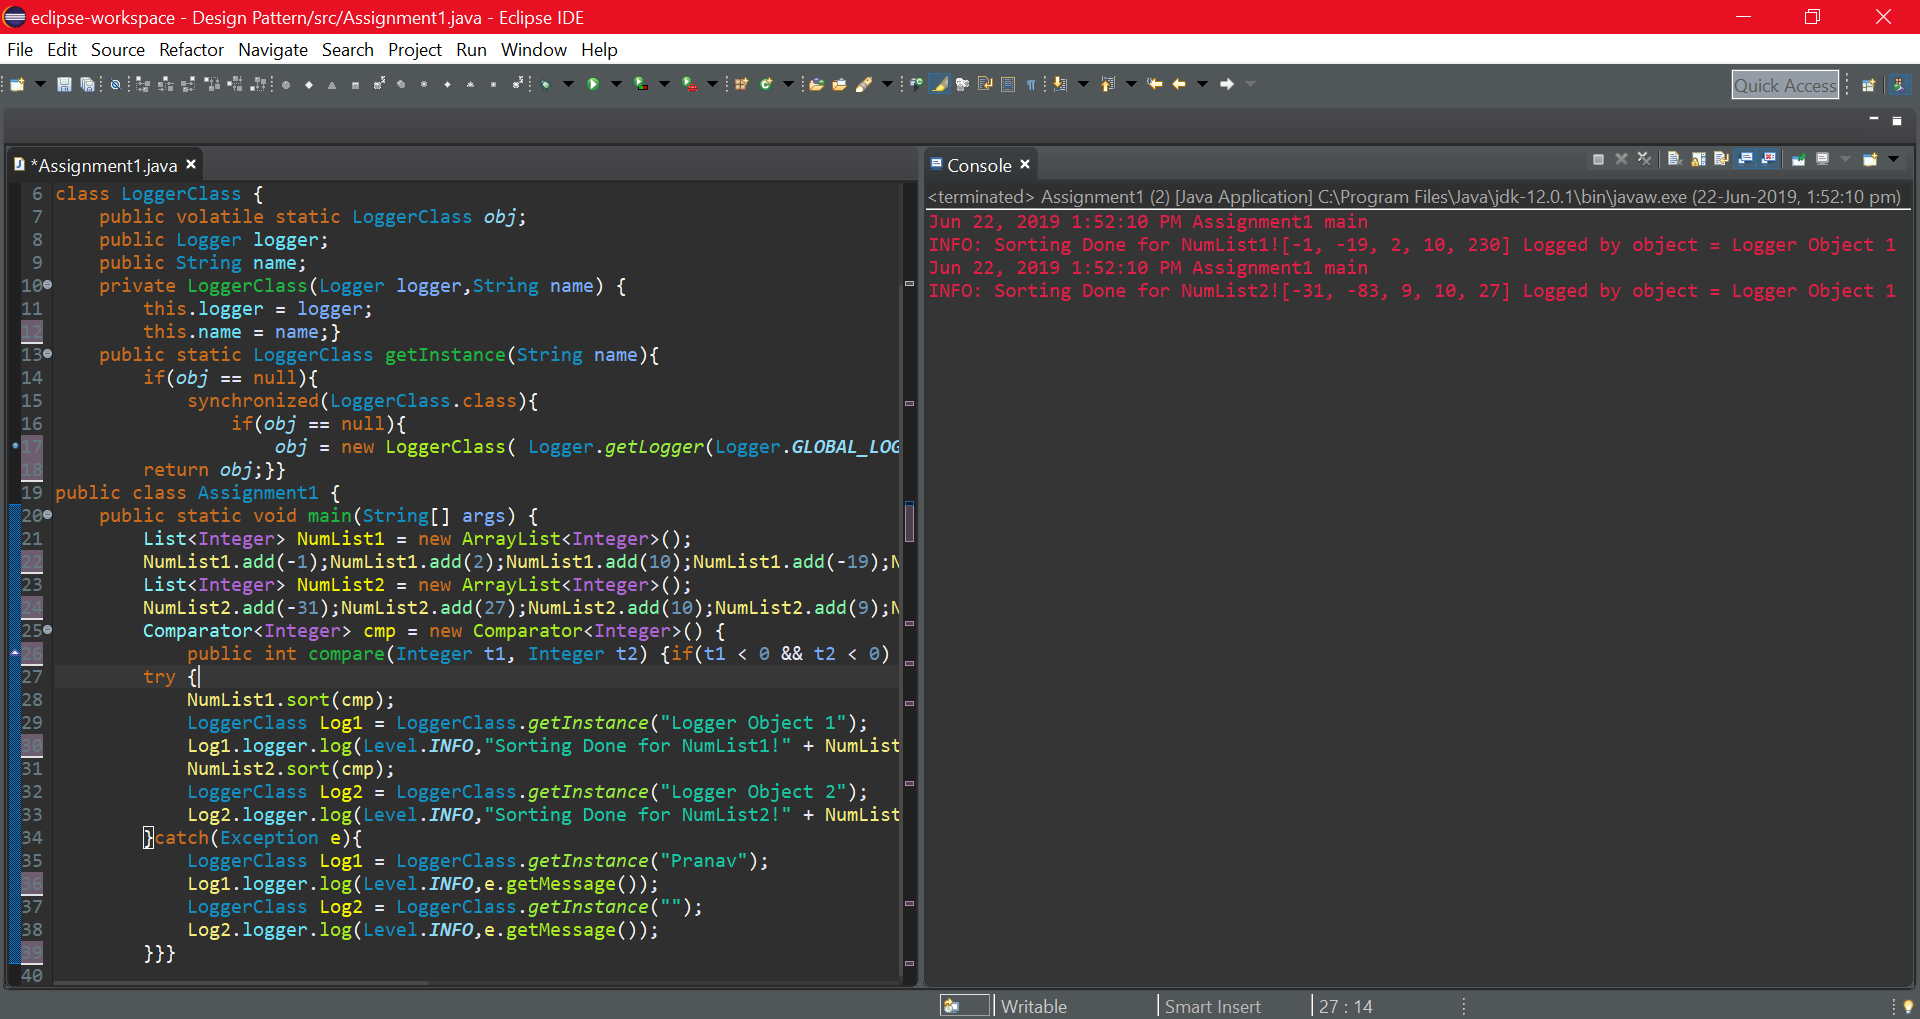 eclipse-workspace - Design Pattern/src/Assignment1.java - Eclipse IDE
File Edit Source Refactor Navigate Search Project Run Window Help
Quick Access
*Assignment1.java
6 class LoggerClass {
7 public volatile static LoggerClass obj;
8 public Logger logger;
9 public String name;
10 private LoggerClass(Logger logger,String name) {
11 this.logger = logger;
12 this.name = name;}
13 public static LoggerClass getInstance(String name){
14 if(obj == null){
15 synchronized(LoggerClass.class){
16 if(obj == null){
17 obj = new LoggerClass( Logger.getLogger(Logger.GLOBAL_LOG
18 return obj;}}
19 public class Assignment1 {
20 public static void main(String[] args) {
21 List<Integer> NumList1 = new ArrayList<Integer>();
22 NumList1.add(-1);NumList1.add(2);NumList1.add(10);NumList1.add(-19);N
23 List<Integer> NumList2 = new ArrayList<Integer>();
24 NumList2.add(-31);NumList2.add(27);NumList2.add(10);NumList2.add(9);N
25 Comparator<Integer> cmp = new Comparator<Integer>() {
26 public int compare(Integer t1, Integer t2) {if(t1 < 0 && t2 < 0)
27 try {
28 NumList1.sort(cmp);
29 LoggerClass Log1 = LoggerClass.getInstance("Logger Object 1");
30 Log1.logger.log(Level.INFO,"Sorting Done for NumList1!" + NumList
31 NumList2.sort(cmp);
32 LoggerClass Log2 = LoggerClass.getInstance("Logger Object 2");
33 Log2.logger.log(Level.INFO,"Sorting Done for NumList2!" + NumList
34 }catch(Exception e){
35 LoggerClass Log1 = LoggerClass.getInstance("Pranav");
36 Log1.logger.log(Level.INFO,e.getMessage());
37 LoggerClass Log2 = LoggerClass.getInstance("");
38 Log2.logger.log(Level.INFO,e.getMessage());
39 }}}
40
Console
<terminated> Assignment1 (2) [Java Application] C:\Program Files\Java\jdk-12.0.1\bin\javaw.exe (22-Jun-2019, 1:52:10 pm)
Jun 22, 2019 1:52:10 PM Assignment1 main
INFO: Sorting Done for NumList1![-1, -19, 2, 10, 230] Logged by object = Logger Object 1
Jun 22, 2019 1:52:10 PM Assignment1 main
INFO: Sorting Done for NumList2![-31, -83, 9, 10, 27] Logged by object = Logger Object 1
Writable
Smart Insert
27 : 14